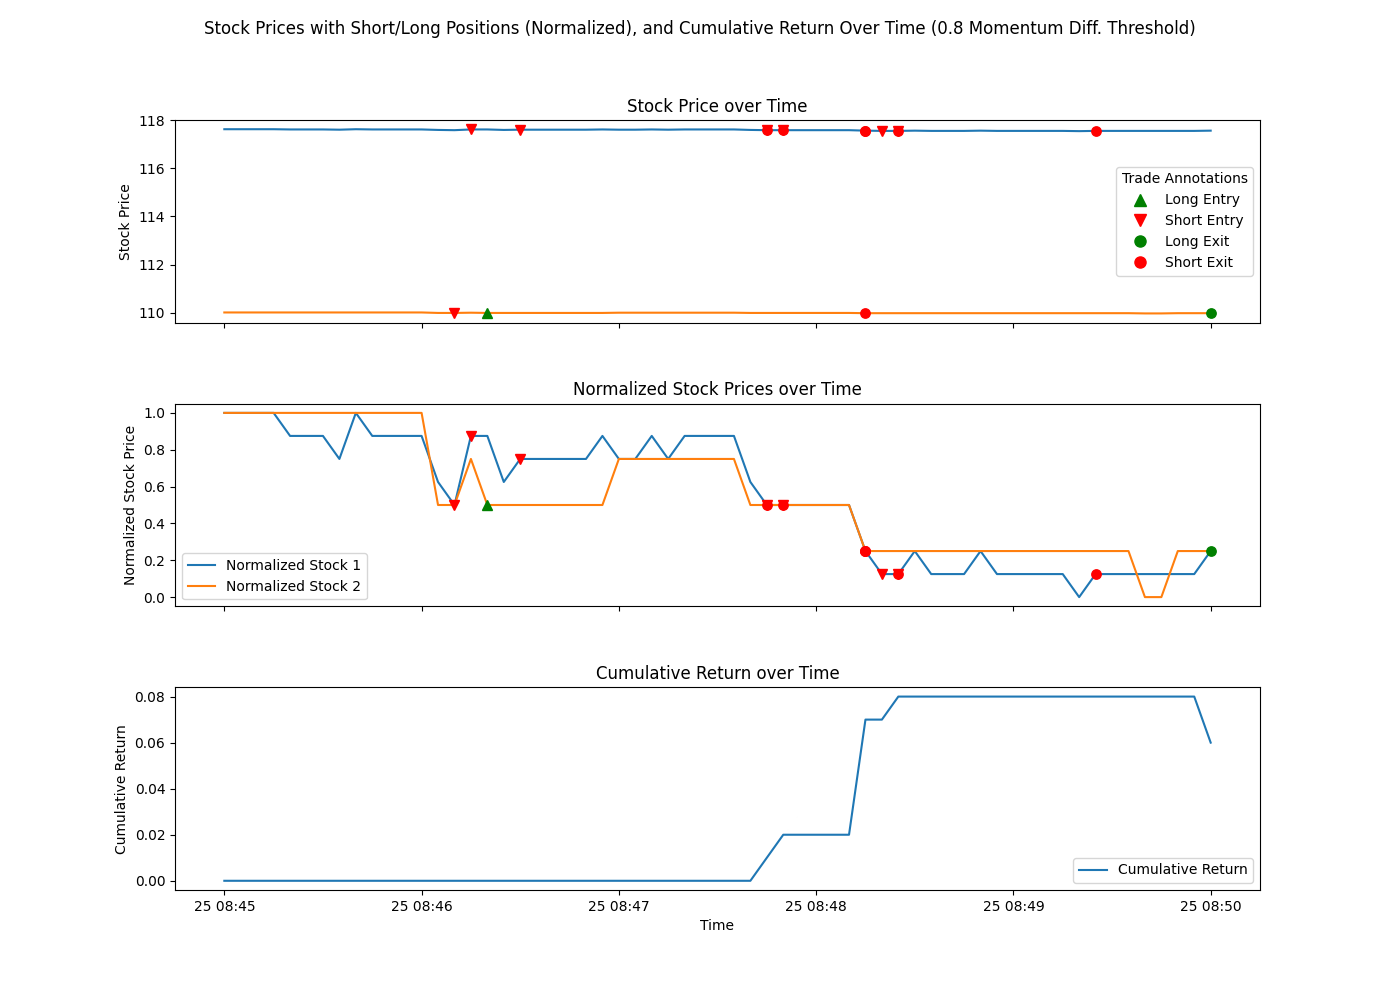 Stock Prices with Short/Long Positions (Normalized), and Cumulative Return Over Time (0.8 Momentum Diff. Threshold)
Stock Price over Time
Stock Price
118
116
114
112
110
Trade Annotations
Long Entry
Short Entry
Long Exit
Short Exit
Normalized Stock Prices over Time
Normalized Stock Price
1.0
0.8
0.6
0.4
0.2
0.0
Normalized Stock 1
Normalized Stock 2
Cumulative Return over Time
Cumulative Return
0.08
0.06
0.04
0.02
0.00
Cumulative Return
25 08:45 25 08:46 25 08:47 25 08:48 25 08:49 25 08:50
Time